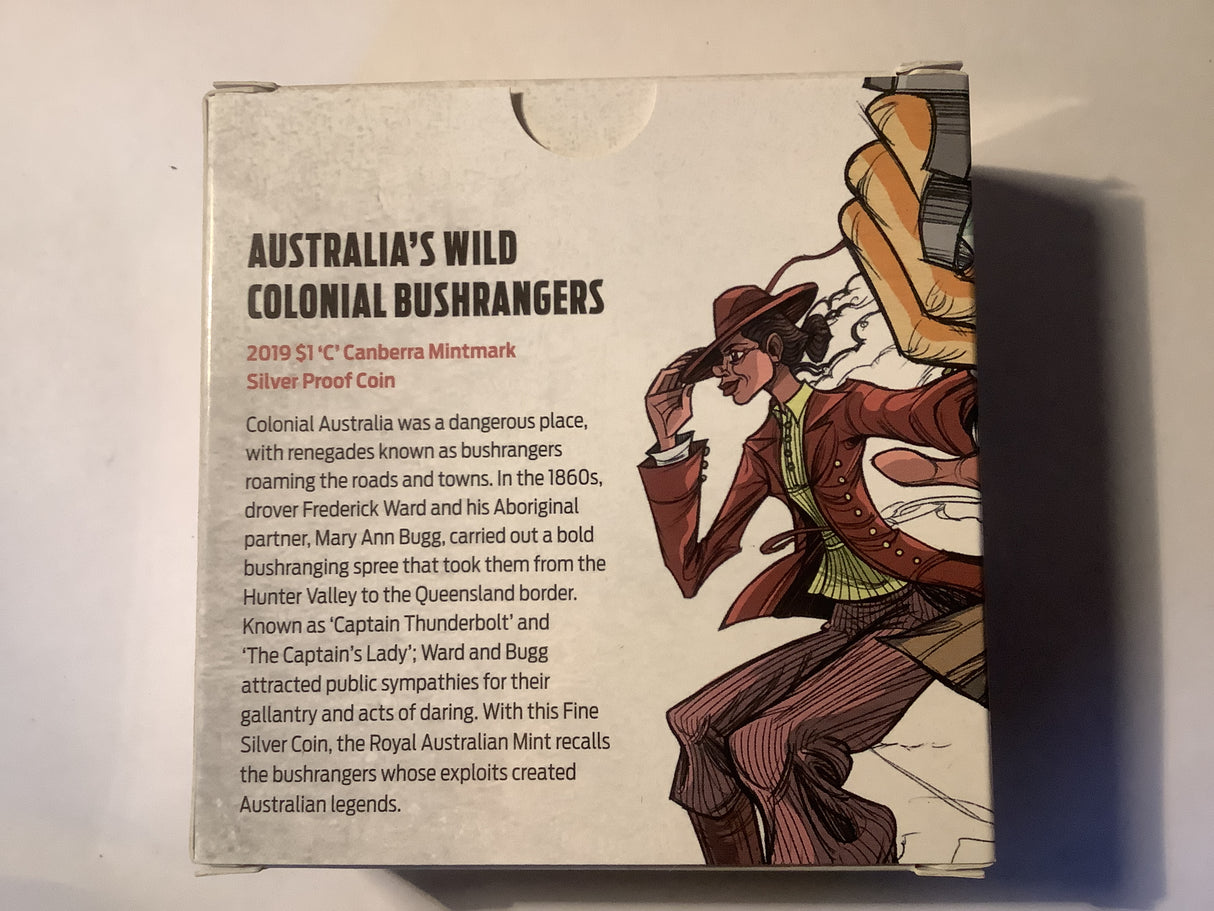 AUSTRALIA'S WILD
COLONIAL BUSHRANGERS
2019 $1 ‘C’ Canberra Mintmark
Silver Proof Coin
Colonial Australia was a dangerous place,
with renegades known as bushrangers
roaming the roads and towns. In the 1860s,
drover Frederick Ward and his Aboriginal
partner, Mary Ann Bugg, carried out a bold
bushranging spree that took them from the
Hunter Valley to the Queensland border.
Known as ‘Captain Thunderbolt’ and
‘The Captain's Lady’; Ward and Bugg
attracted public sympathies for their
gallantry and acts of daring. With this Fine
Silver Coin, the Royal Australian Mint recalls
the bushrangers whose exploits created
Australian legends.